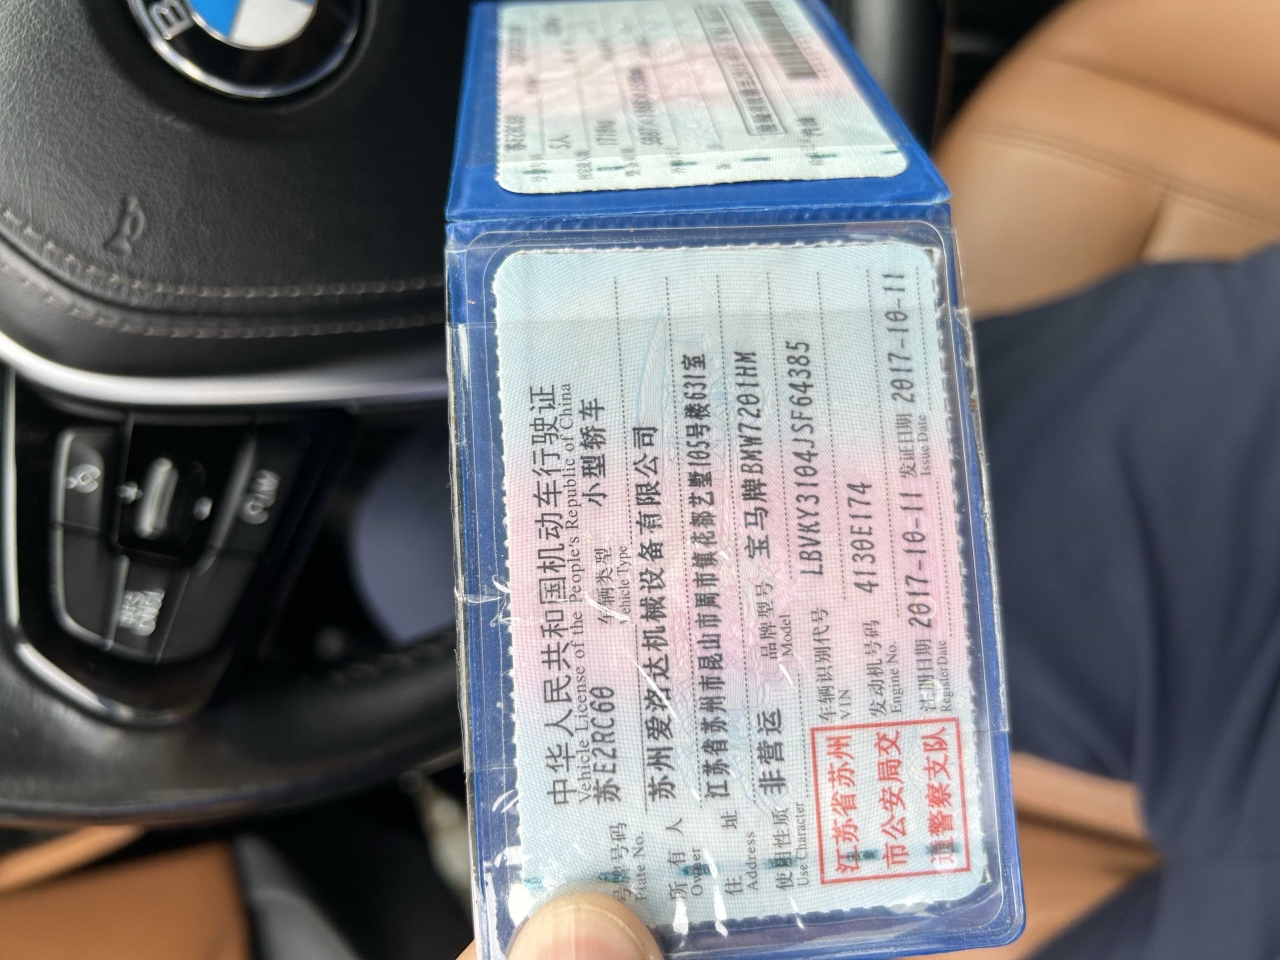 中华人民共和国机动车行驶证
Vehicle License of the People's Republic of China
号牌号码 苏E2RC60 车辆类型 小型轿车
Plate No. Vehicle Type
所有人 苏州爱洛达机械设备有限公司
Owner
住址 江苏省苏州市昆山市周市镇花都艺墅105号楼631室
Address
使用性质 非营运 品牌型号 宝马牌BMW7201HM
Use Character Model
江苏省苏州
市公安局交
通警察支队
车辆识别代号 LBVKY3104JSF64385
VIN
发动机号码 4130E174
Engine No.
注册日期 2017-10-11 发证日期 2017-10-11
Register Date Issue Date